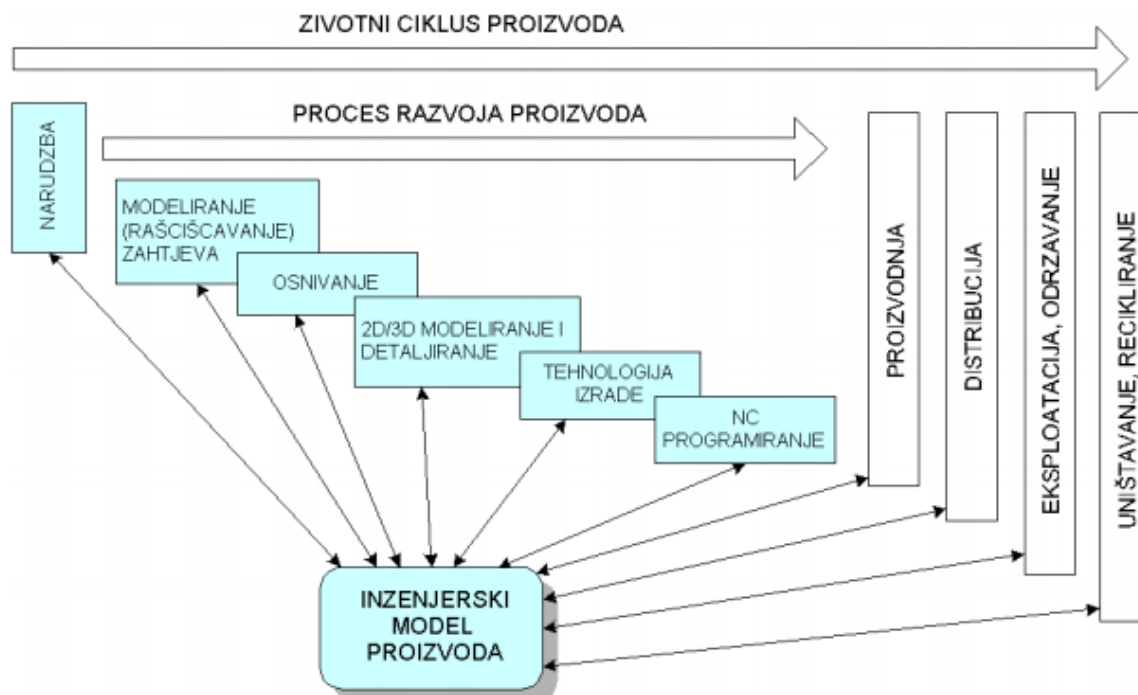 ZIVOTNI CIKLUS PROIZVODA
PROCES RAZVOJA PROIZVODA
NARUDZBA
MODELIRANJE
(RAŠCIŠCAVANJE)
ZAHTJEVA
OSNIVANJE
2D/3D MODELIRANJE I
DETALJIRANJE
TEHNOLOGIJA
IZRADE
NC
PROGRAMIRANJE
PROIZVODNJA
DISTRIBUCIJA
EKSPLOATACIJA, ODRZAVANJE
UNIŠTAVANJE, RECIKLIRANJE
INZENJERSKI
MODEL
PROIZVODA